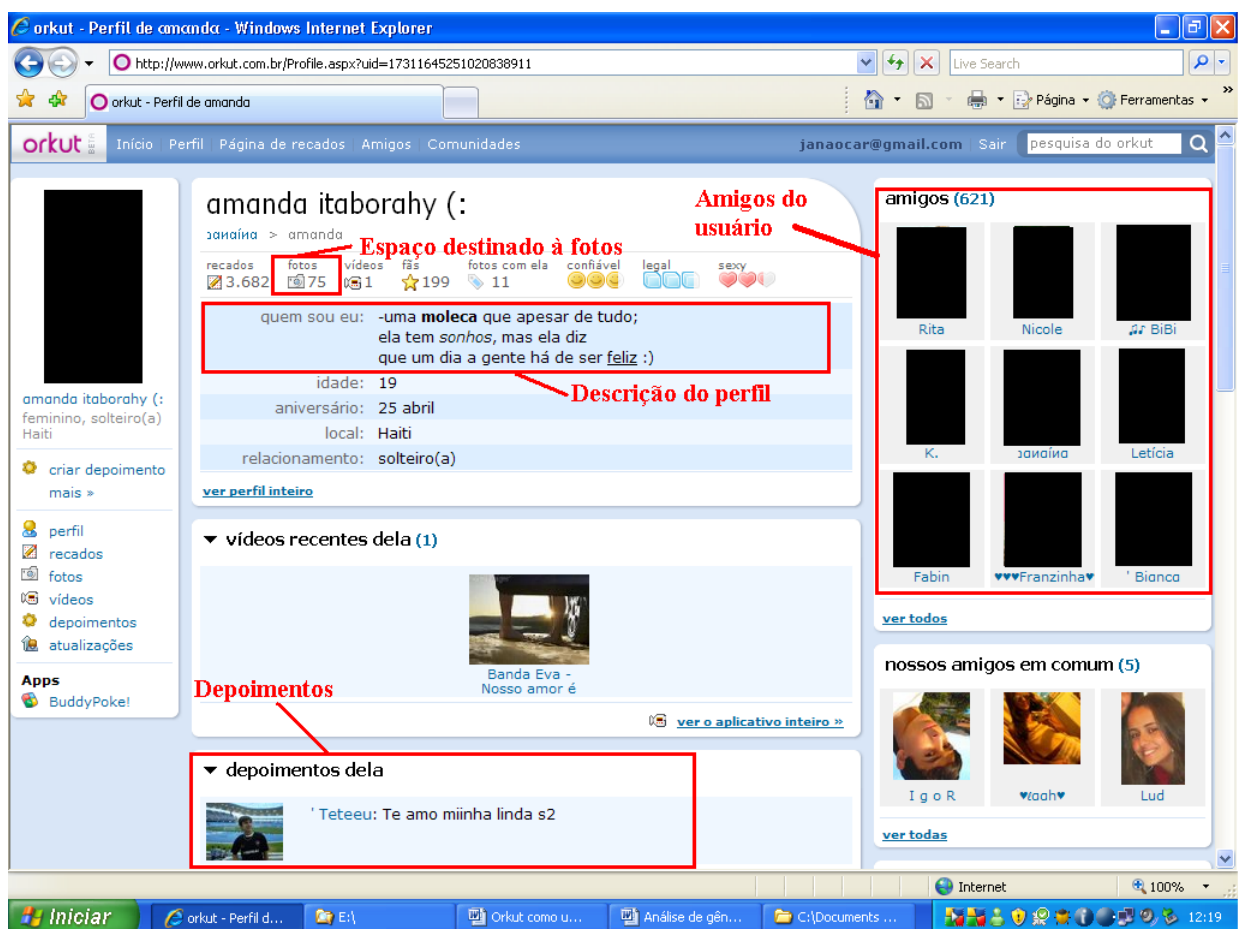 orkut - Perfil de amanda - Windows Internet Explorer
http://www.orkut.com.br/Profile.aspx?uid=17311645251020838911
Live Search
orkut - Perfil de amanda
Página
Ferramentas
orkut BETA
Início Perfil Página de recados Amigos Comunidades
janaocar@gmail.com Sair
pesquisa do orkut
amanda itaborahy (:
feminino, solteiro(a)
Haiti
criar depoimento
mais »
perfil
recados
fotos
vídeos
depoimentos
atualizações
Apps
BuddyPoke!
amanda itaborahy (:
ɔaиaíиa > amanda
Espaço destinado à fotos
recados fotos vídeos fãs fotos com ela confiável legal sexy
3.682 75 1 199 11
quem sou eu: -uma moleca que apesar de tudo;
ela tem sonhos, mas ela diz
que um dia a gente há de ser feliz :)
Descrição do perfil
idade: 19
aniversário: 25 abril
local: Haiti
relacionamento: solteiro(a)
ver perfil inteiro
vídeos recentes dela (1)
Banda Eva -
Nosso amor é
ver o aplicativo inteiro »
Depoimentos
depoimentos dela
' Teteeu: Te amo miinha linda s2
Amigos do
usuário
amigos (621)
Rita Nicole ♫♪ BiBi
K. ɔaиaíиa Letícia
Fabin ♥♥♥Franzinha♥ ' Bianca
ver todos
nossos amigos em comum (5)
I g o R ♥ℓaah♥ Lud
ver todas
Internet
100%
Iniciar
orkut - Perfil d...
E:\
Orkut como u...
Análise de gên...
C:\Documents ...
12:19